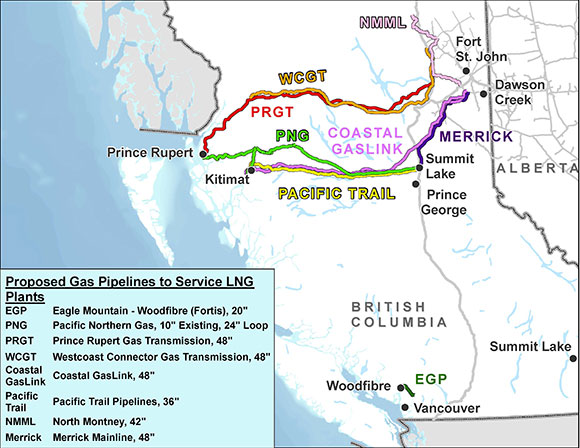 NMML
Fort
St. John
WCGT
Dawson
Creek
PRGT
PNG
COASTAL
GASLINK
MERRICK
Prince Rupert
Summit
Lake
ALBERTA
Kitimat
PACIFIC TRAIL
Prince
George
Proposed Gas Pipelines to Service LNG
Plants
EGP Eagle Mountain - Woodfibre (Fortis), 20"
PNG Pacific Northern Gas, 10" Existing, 24" Loop
PRGT Prince Rupert Gas Transmission, 48"
WCGT Westcoast Connector Gas Transmission, 48"
Coastal
GasLink Coastal GasLink, 48"
Pacific
Trail Pacific Trail Pipelines, 36"
NMML North Montney, 42"
Merrick Merrick Mainline, 48"
BRITISH
COLUMBIA
Summit Lake
Woodfibre
EGP
Vancouver